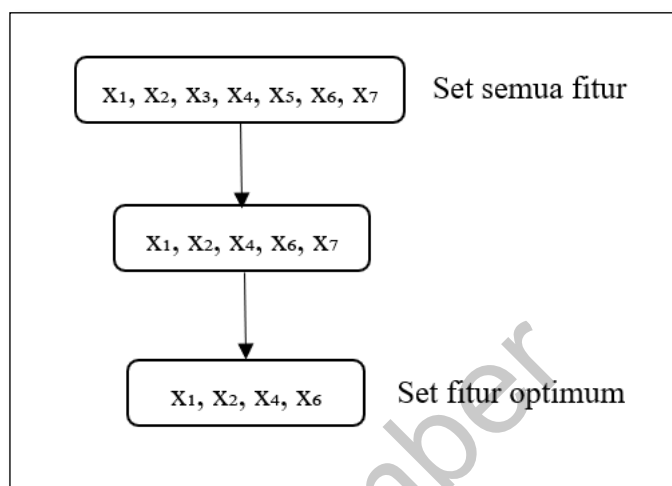 x₁, x₂, x₃, x₄, x₅, x₆, x₇ Set semua fitur
x₁, x₂, x₄, x₆, x₇
x₁, x₂, x₄, x₆ Set fitur optimum
mber